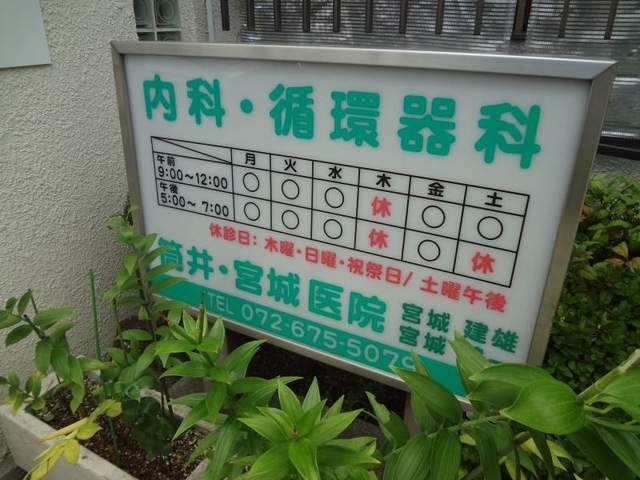 内科・循環器科
月 火 水 木 金 土
午前 9:00～12:00 ○ ○ ○ 休 ○ ○
午後 5:00～ 7:00 ○ ○ ○ 休 ○ 休
休診日：木曜・日曜・祝祭日/土曜午後
筒井・宮城医院 宮城 建雄
宮城
TEL 072-675-5079